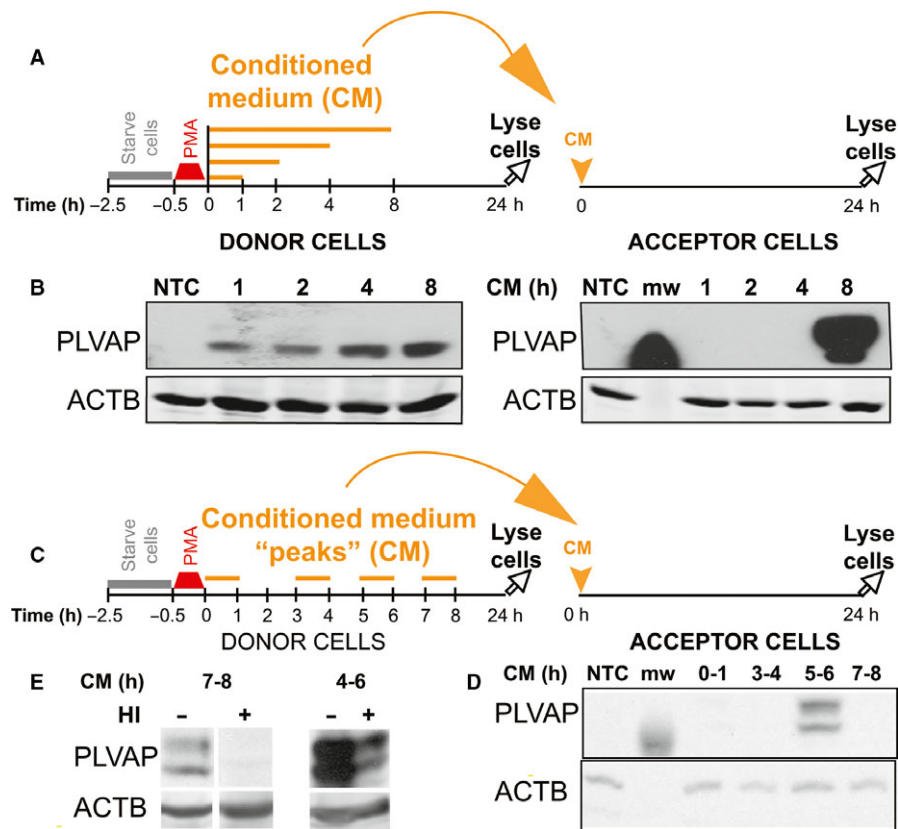 A
Conditioned
medium (CM)
Starve
cells
PMA
Lyse
cells
CM
Lyse
cells
Time (h) –2.5 –0.5 0 1 2 4 8 24 h
0 24 h
DONOR CELLS
ACCEPTOR CELLS
B
NTC 1 2 4 8
PLVAP
ACTB
CM (h) NTC mw 1 2 4 8
PLVAP
ACTB
C
Conditioned medium
“peaks” (CM)
Starve
cells
PMA
Lyse
cells
CM
Lyse
cells
Time (h) –2.5 –0.5 0 1 2 3 4 5 6 7 8 24 h
0 h 24 h
DONOR CELLS
ACCEPTOR CELLS
E
CM (h) 7-8 4-6
HI – + – +
PLVAP
ACTB
D
CM (h) NTC mw 0-1 3-4 5-6 7-8
PLVAP
ACTB